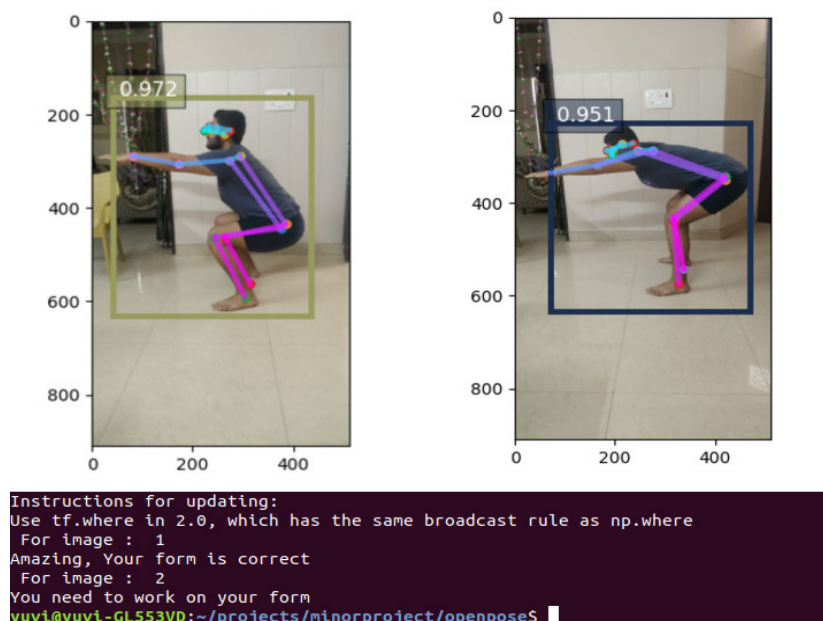 0
200
400
600
800
0 200 400
0.972
0
200
400
600
800
0 200 400
0.951
Instructions for updating:
Use tf.where in 2.0, which has the same broadcast rule as np.where
 For image :  1
Amazing, Your form is correct
 For image :  2
You need to work on your form
yuvi@yuvi-GL553VD:~/projects/minorproject/openpose$